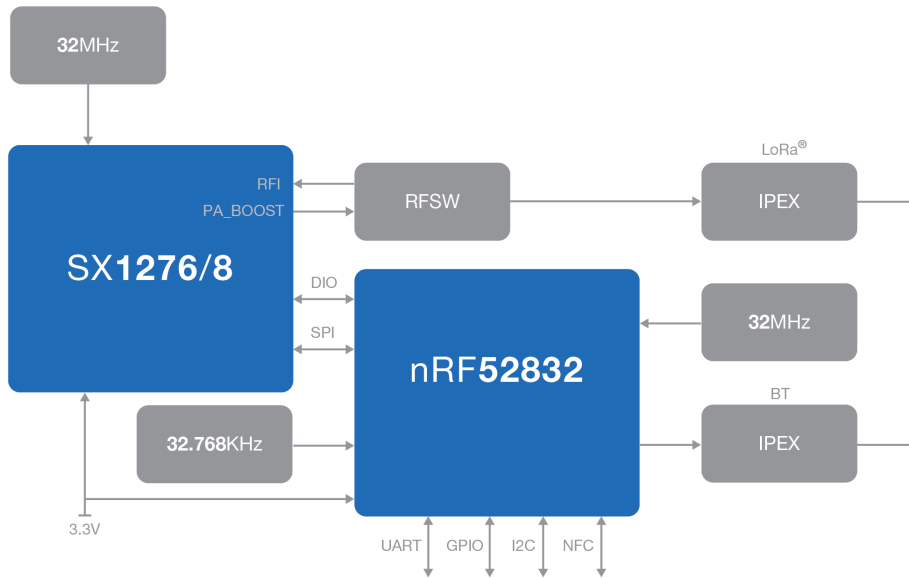 32MHz
LoRa®
RFI
RFSW
IPEX
PA_BOOST
SX1276/8
DIO
32MHz
SPI
nRF52832
BT
32.768KHz
IPEX
3.3V
UART
GPIO
I2C
NFC